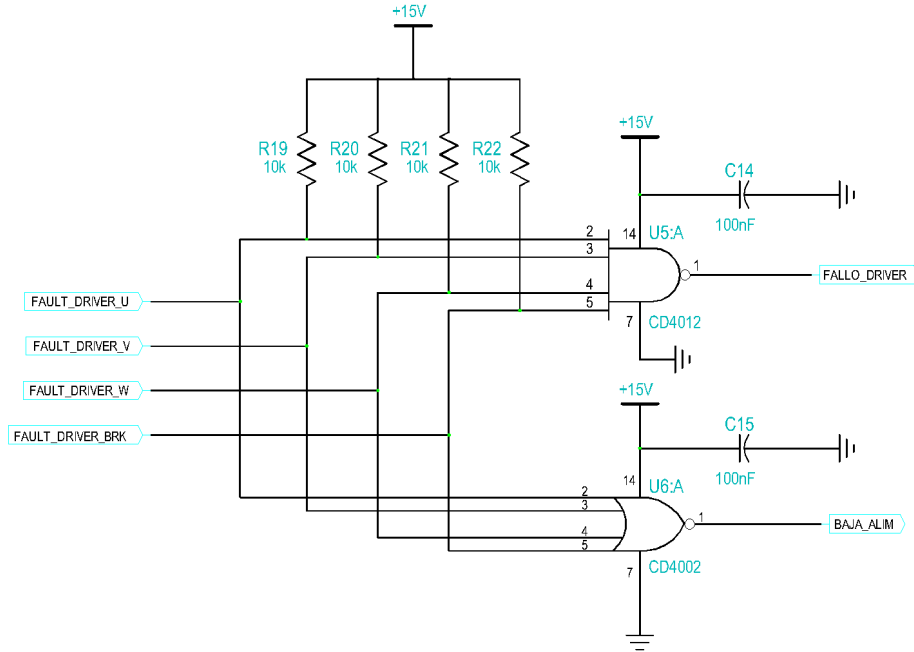 +15V
R19
10k
R20
10k
R21
10k
R22
10k
+15V
C14
100nF
14
U5:A
2
3
4
5
1
7
CD4012
FALLO_DRIVER
FAULT_DRIVER_U
FAULT_DRIVER_V
FAULT_DRIVER_W
FAULT_DRIVER_BRK
+15V
C15
100nF
14
U6:A
2
3
4
5
1
7
CD4002
BAJA_ALIM